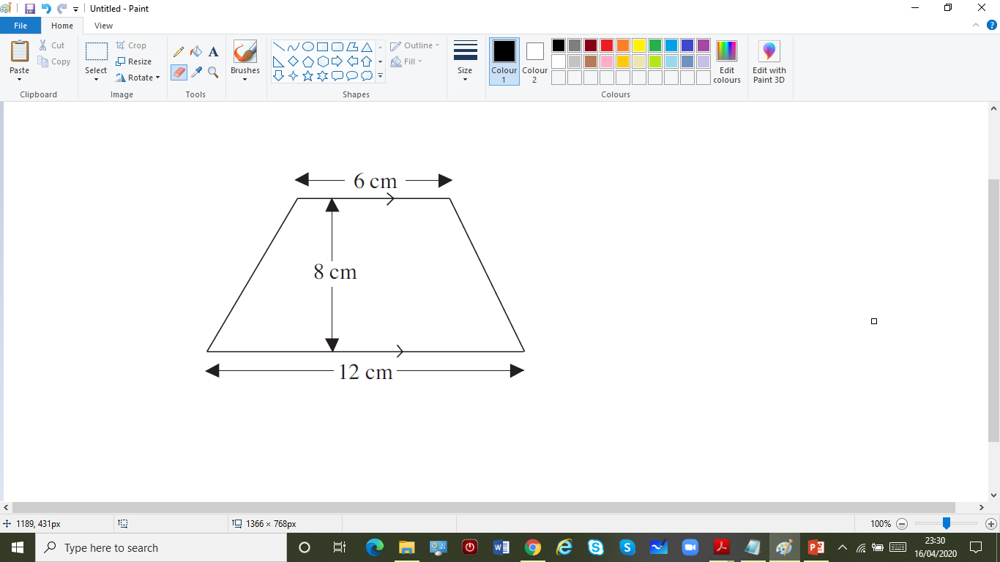 Untitled - Paint
File Home View
Paste
Cut
Copy
Clipboard
Select
Crop
Resize
Rotate
Image
A
Tools
Brushes
Outline
Fill
Shapes
Size
Colour 1
Colour 2
Edit colours
Colours
Edit with Paint 3D
6 cm
8 cm
12 cm
1189, 431px
1366 × 768px
100%
Type here to search
23:30
16/04/2020